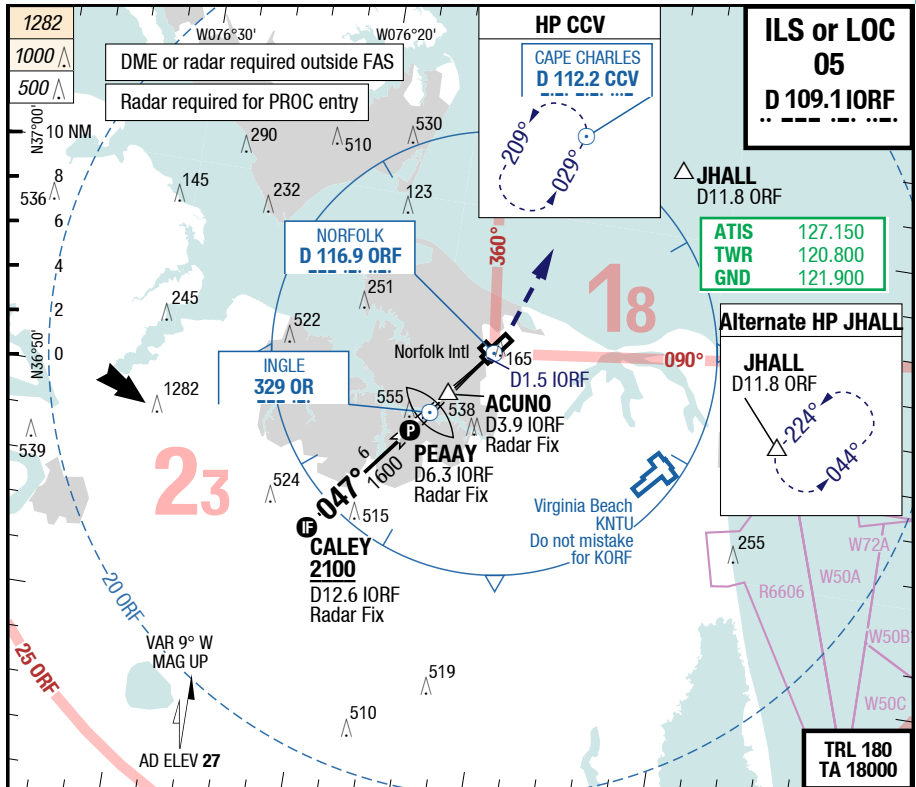 1282
1000
500
W076°30'
W076°20'
DME or radar required outside FAS
Radar required for PROC entry
HP CCV
CAPE CHARLES
D 112.2 CCV
209°
029°
ILS or LOC
05
D 109.1 IORF
N37°00'
10 NM
8
6
4
2
0
N36°50'
536
290
510
530
145
232
123
JHALL
D11.8 ORF
ATIS 127.150
TWR 120.800
GND 121.900
NORFOLK
D 116.9 ORF
360°
18
245
251
522
Norfolk Intl
165
090°
D1.5 IORF
Alternate HP JHALL
JHALL
D11.8 ORF
224°
044°
INGLE
329 OR
1282
555
538
ACUNO
D3.9 IORF
Radar Fix
P
PEAAY
D6.3 IORF
Radar Fix
539
23
524
047°
6
1600
515
IF
CALEY
2100
D12.6 IORF
Radar Fix
Virginia Beach
KNTU
Do not mistake
for KORF
255
W72A
R6606
W50A
W50B
W50C
20 ORF
25 ORF
VAR 9° W
MAG UP
519
510
AD ELEV 27
TRL 180
TA 18000